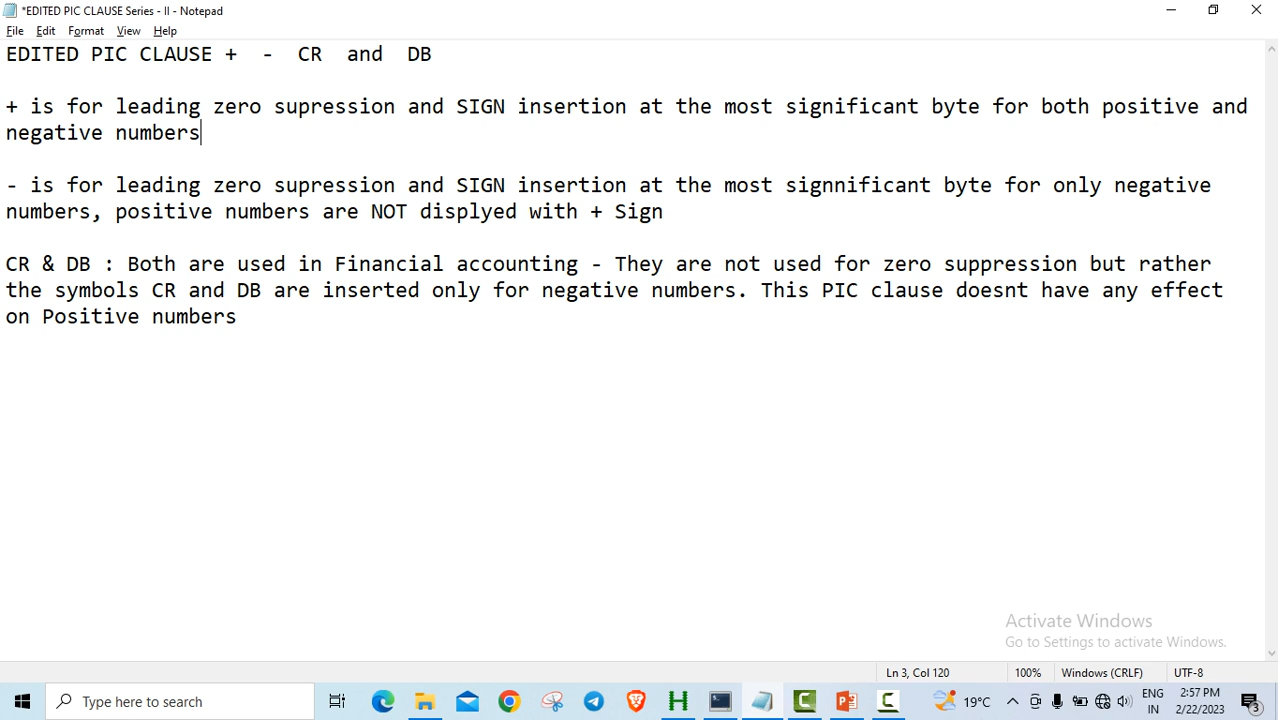 *EDITED PIC CLAUSE Series - II - Notepad
File Edit Format View Help
EDITED PIC CLAUSE + - CR and DB
+ is for leading zero supression and SIGN insertion at the most significant byte for both positive and
negative numbers
- is for leading zero supression and SIGN insertion at the most signnificant byte for only negative
numbers, positive numbers are NOT displyed with + Sign
CR & DB : Both are used in Financial accounting - They are not used for zero suppression but rather
the symbols CR and DB are inserted only for negative numbers. This PIC clause doesnt have any effect
on Positive numbers
Activate Windows
Go to Settings to activate Windows.
Ln 3, Col 120 100% Windows (CRLF) UTF-8
Type here to search
19°C
ENG
IN
2:57 PM
2/22/2023
3